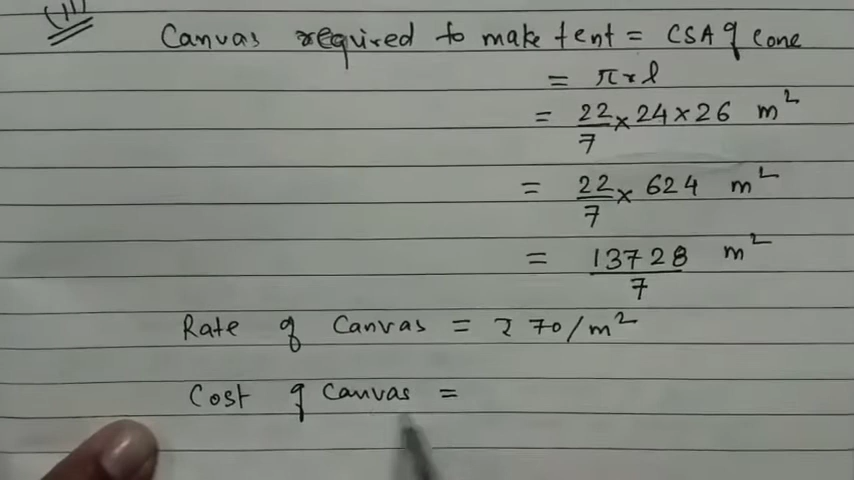 (ii)
Canvas required to make tent = CSA of Cone
= πrl
= 22/7 × 24 × 26 m²
= 22/7 × 624 m²
= 13728/7 m²
Rate of Canvas = ₹ 70/m²
Cost of Canvas =